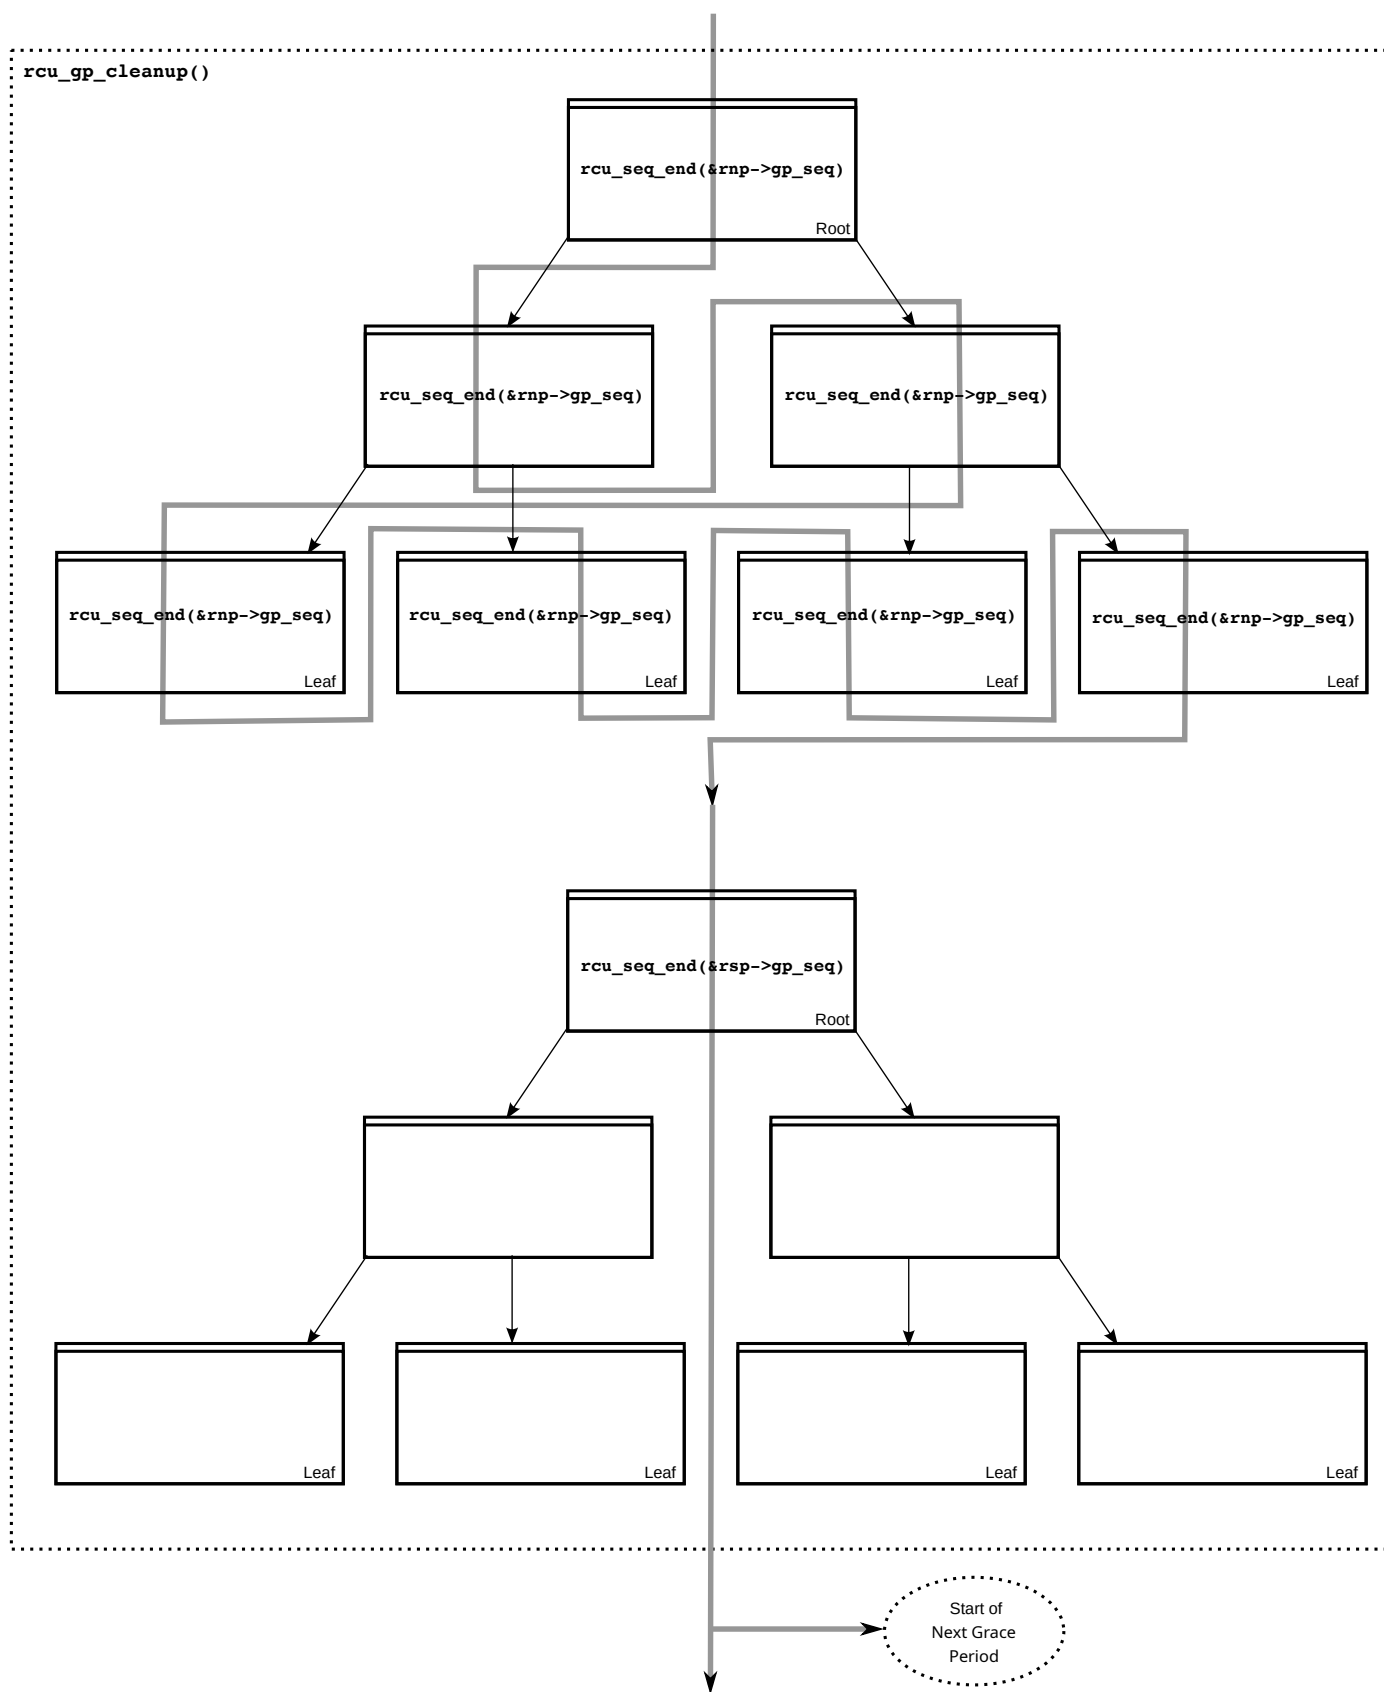 rcu_gp_cleanup()
rcu_seq_end(&rnp->gp_seq)
Root
rcu_seq_end(&rnp->gp_seq)
rcu_seq_end(&rnp->gp_seq)
rcu_seq_end(&rnp->gp_seq)
Leaf
rcu_seq_end(&rnp->gp_seq)
Leaf
rcu_seq_end(&rnp->gp_seq)
Leaf
rcu_seq_end(&rnp->gp_seq)
Leaf
rcu_seq_end(&rsp->gp_seq)
Root
Leaf
Leaf
Leaf
Leaf
Start of
Next Grace
Period